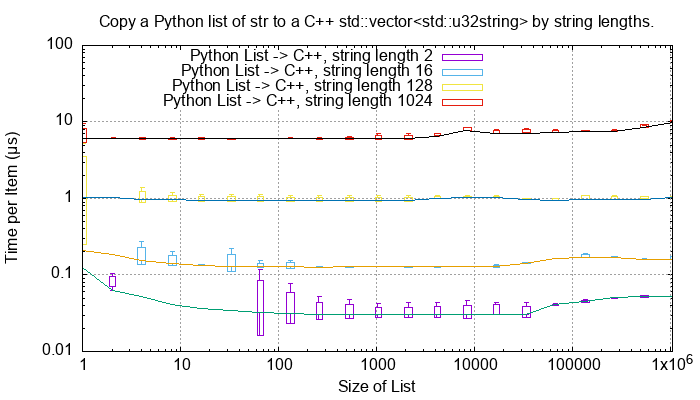 Copy a Python list of str to a C++ std::vector<std::u32string> by string lengths.
Python List -> C++, string length 2
Python List -> C++, string length 16
Python List -> C++, string length 128
Python List -> C++, string length 1024
100
10
1
0.1
0.01
Time per Item (µs)
1 10 100 1000 10000 100000 1x10⁶
Size of List